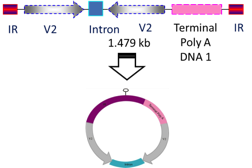 IR V2 Intron V2 Terminal IR
1.479 kb Poly A
DNA 1